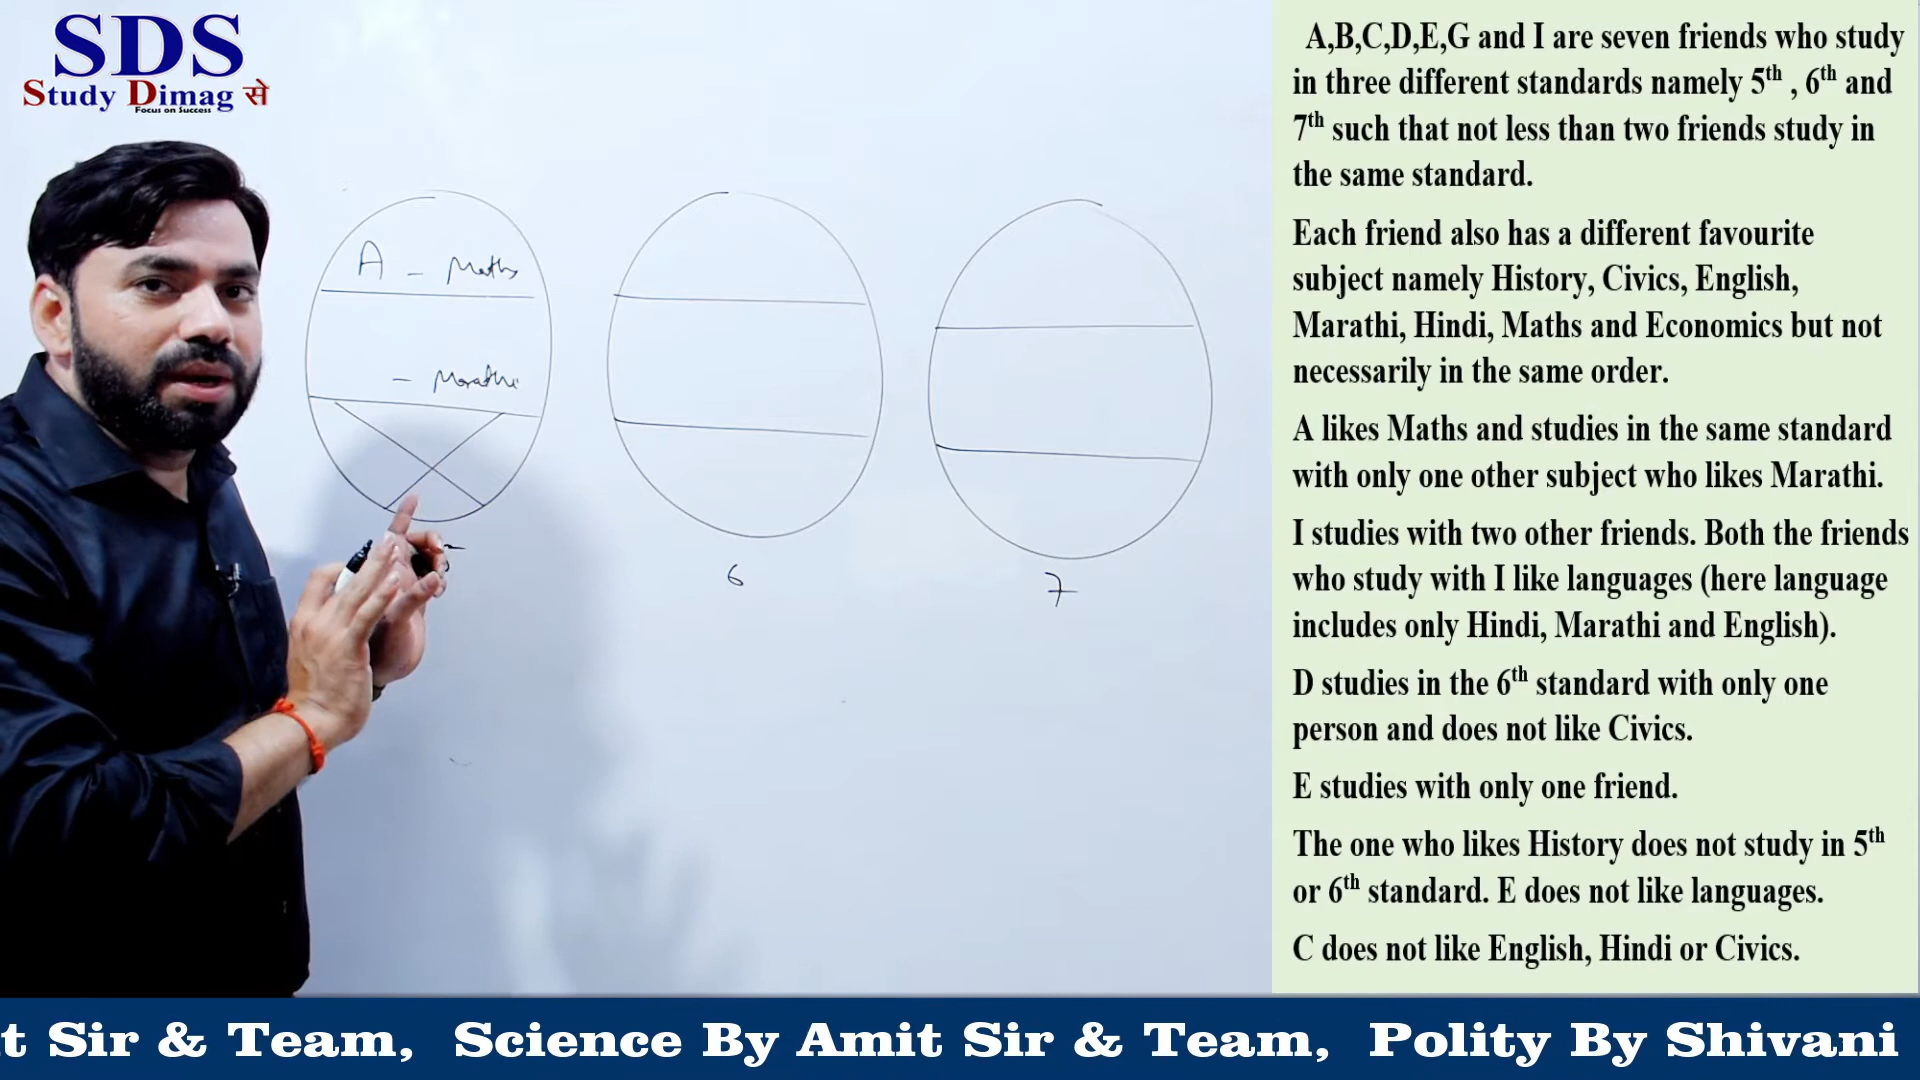 SDS
Study Dimag से
Focus on Success
A - Maths
- Marathi
6
7
A,B,C,D,E,G and I are seven friends who study
in three different standards namely 5th , 6th and
7th such that not less than two friends study in
the same standard.
Each friend also has a different favourite
subject namely History, Civics, English,
Marathi, Hindi, Maths and Economics but not
necessarily in the same order.
A likes Maths and studies in the same standard
with only one other subject who likes Marathi.
I studies with two other friends. Both the friends
who study with I like languages (here language
includes only Hindi, Marathi and English).
D studies in the 6th standard with only one
person and does not like Civics.
E studies with only one friend.
The one who likes History does not study in 5th
or 6th standard. E does not like languages.
C does not like English, Hindi or Civics.
t Sir & Team, Science By Amit Sir & Team, Polity By Shivani